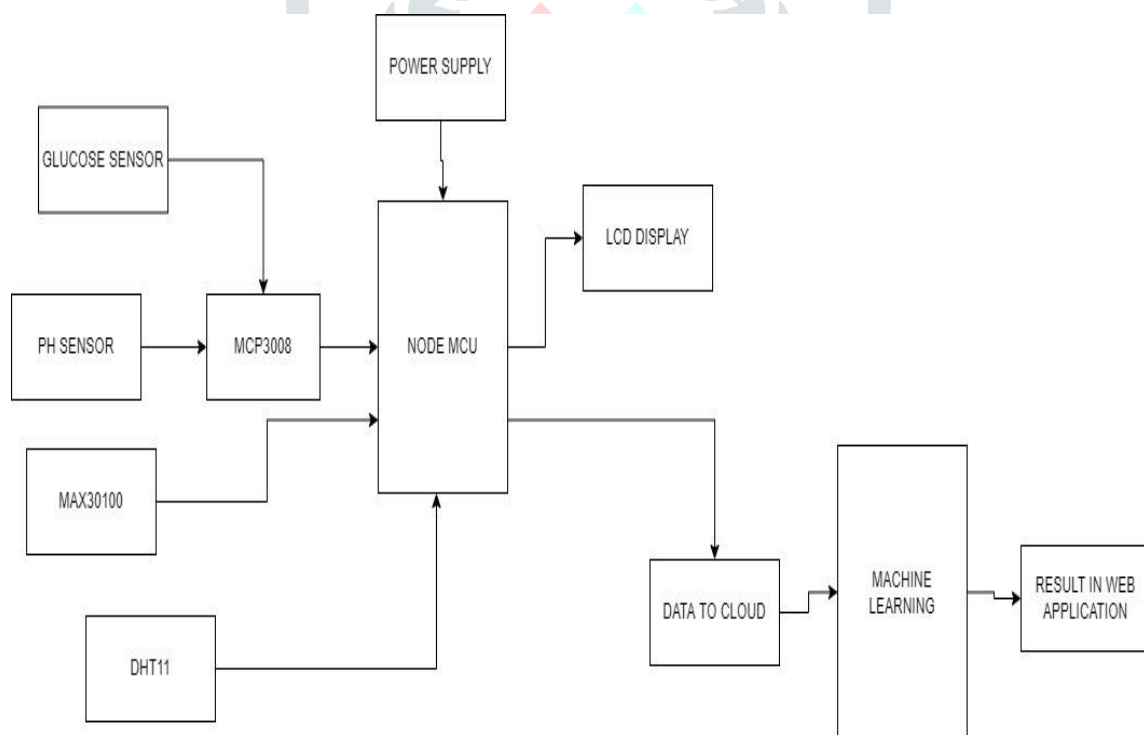 POWER SUPPLY
GLUCOSE SENSOR
LCD DISPLAY
PH SENSOR
MCP3008
NODE MCU
MAX30100
DHT11
DATA TO CLOUD
MACHINE
LEARNING
RESULT IN WEB
APPLICATION